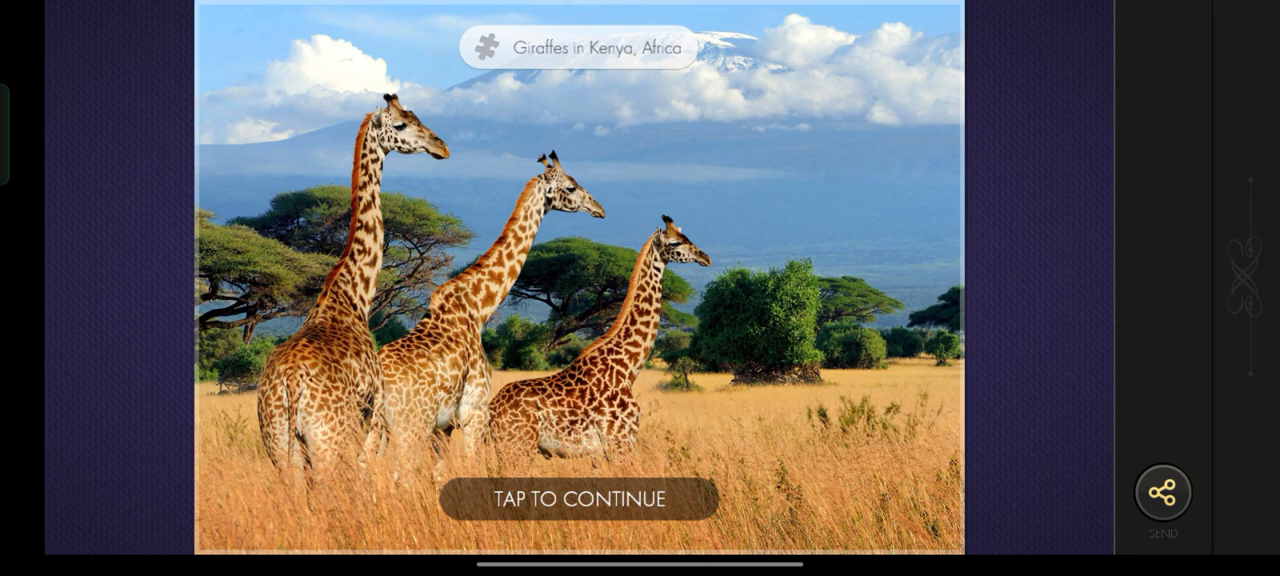 Giraffes in Kenya, Africa
TAP TO CONTINUE
SEND